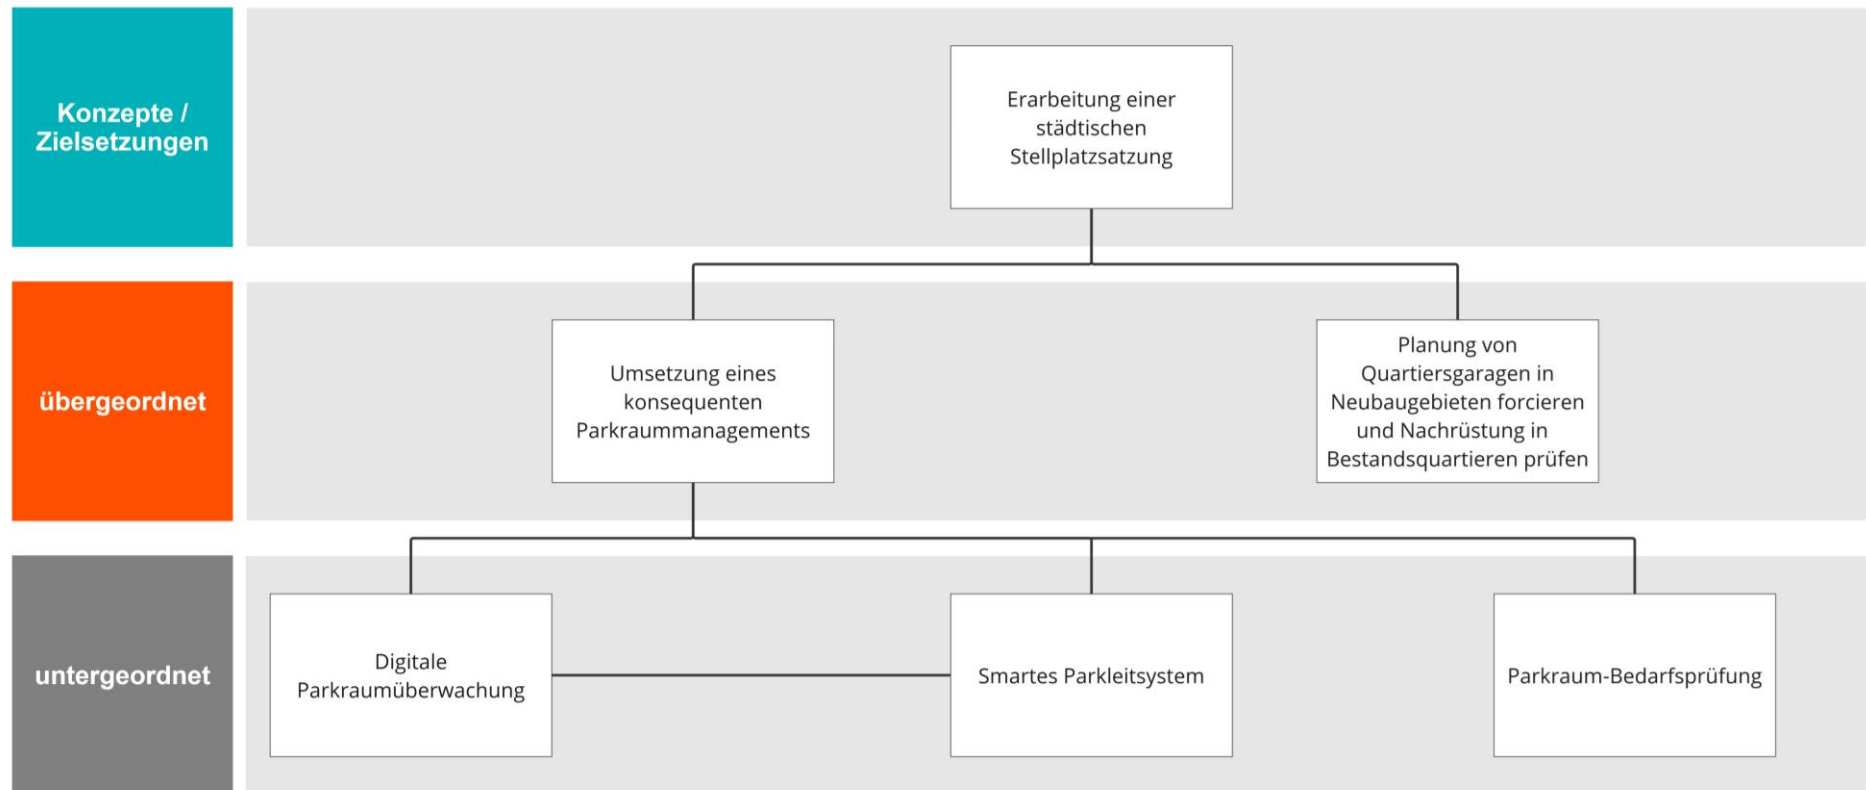 Konzepte /
Zielsetzungen
Erarbeitung einer
städtischen
Stellplatzsatzung
übergeordnet
Umsetzung eines
konsequenten
Parkraummanagements
Planung von
Quartiersgaragen in
Neubaugebieten forcieren
und Nachrüstung in
Bestandsquartieren prüfen
untergeordnet
Digitale
Parkraumüberwachung
Smartes Parkleitsystem
Parkraum-Bedarfsprüfung